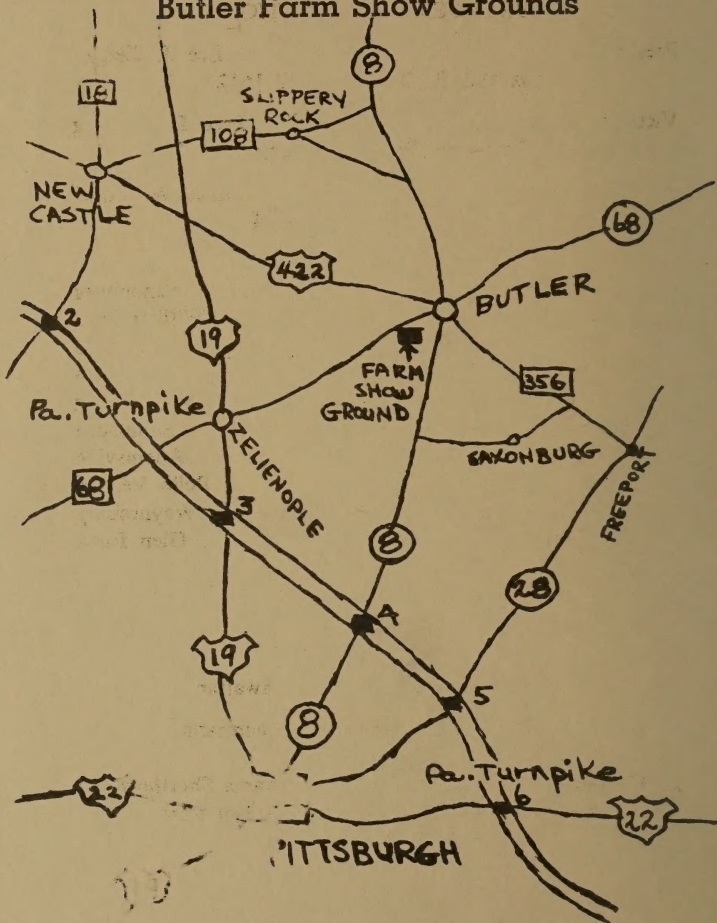 Butler Farm Show Grounds
8
18
SLIPPERY
ROCK
108
NEW
CASTLE
68
422
BUTLER
2
19
FARM
SHOW
GROUND
356
Pa. Turnpike
ZELIENOPLE
SAXONBURG
FREEPORT
68
3
8
28
4
19
5
8
Pa. Turnpike
22
6
22
PITTSBURGH